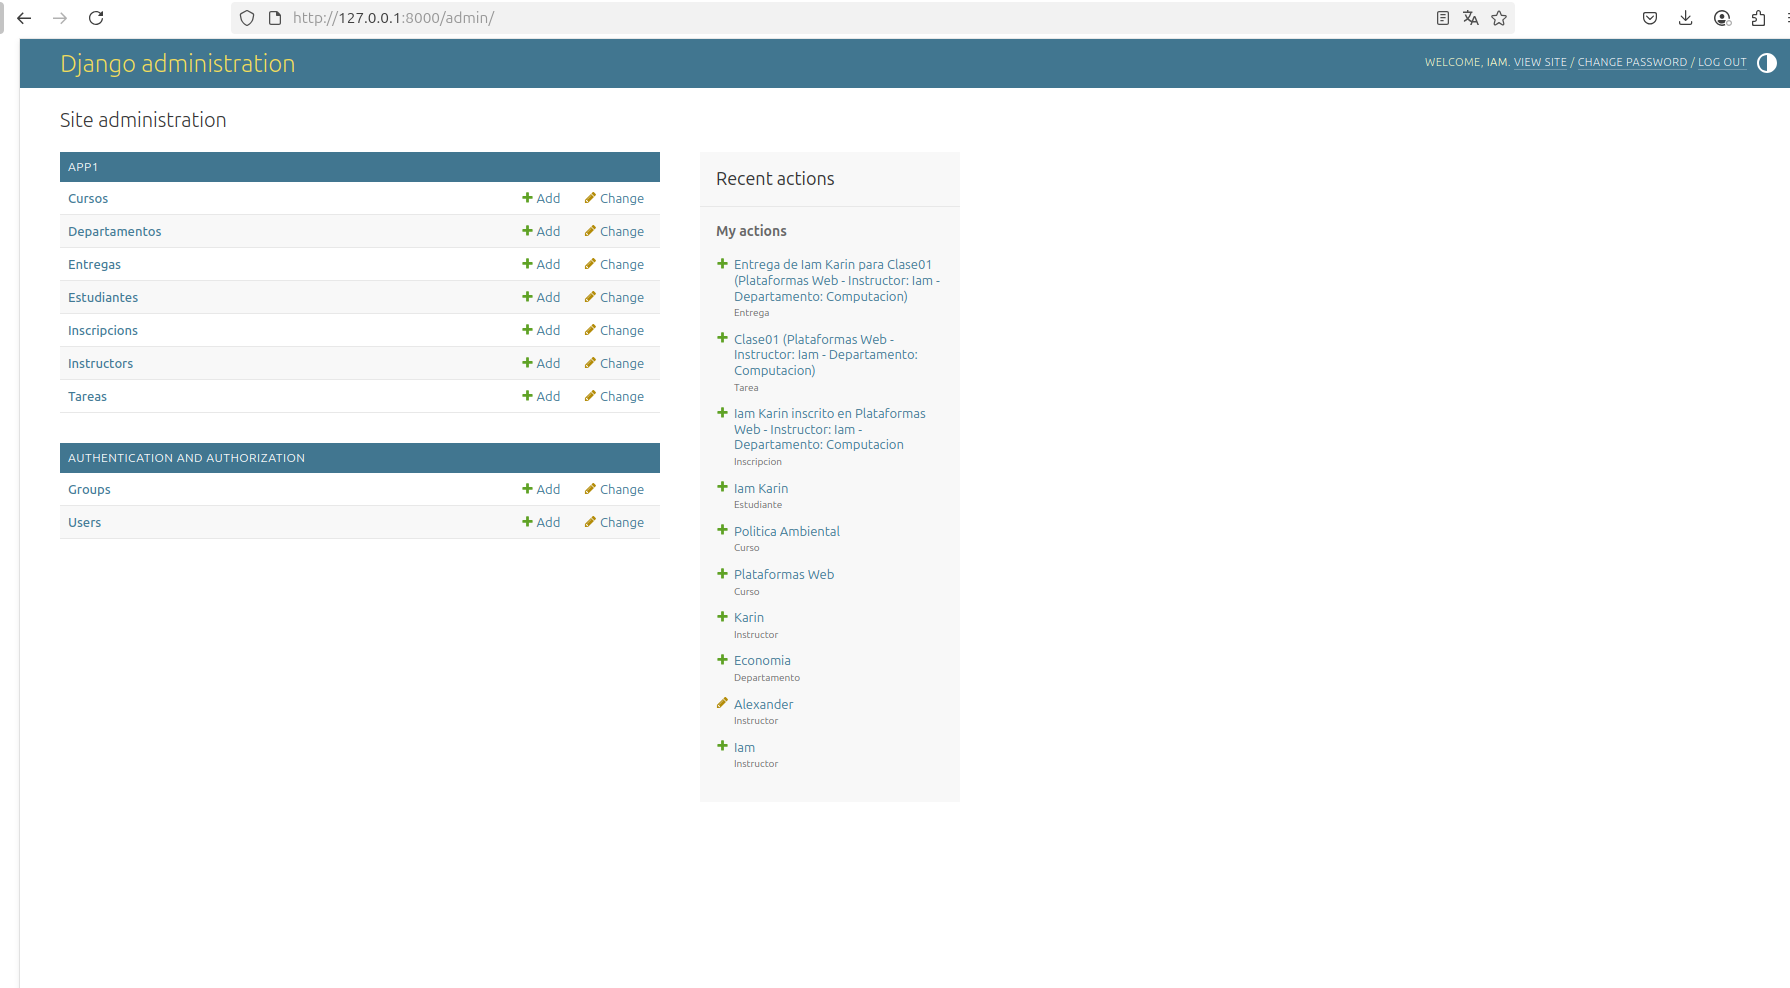 http://127.0.0.1:8000/admin/
Django administration
WELCOME, IAM. VIEW SITE / CHANGE PASSWORD / LOG OUT
Site administration
APP1
Cursos Add Change
Departamentos Add Change
Entregas Add Change
Estudiantes Add Change
Inscripcions Add Change
Instructors Add Change
Tareas Add Change
AUTHENTICATION AND AUTHORIZATION
Groups Add Change
Users Add Change
Recent actions
My actions
Entrega de Iam Karin para Clase01
(Plataformas Web - Instructor: Iam -
Departamento: Computacion)
Entrega
Clase01 (Plataformas Web -
Instructor: Iam - Departamento:
Computacion)
Tarea
Iam Karin inscrito en Plataformas
Web - Instructor: Iam -
Departamento: Computacion
Inscripcion
Iam Karin
Estudiante
Politica Ambiental
Curso
Plataformas Web
Curso
Karin
Instructor
Economia
Departamento
Alexander
Instructor
Iam
Instructor